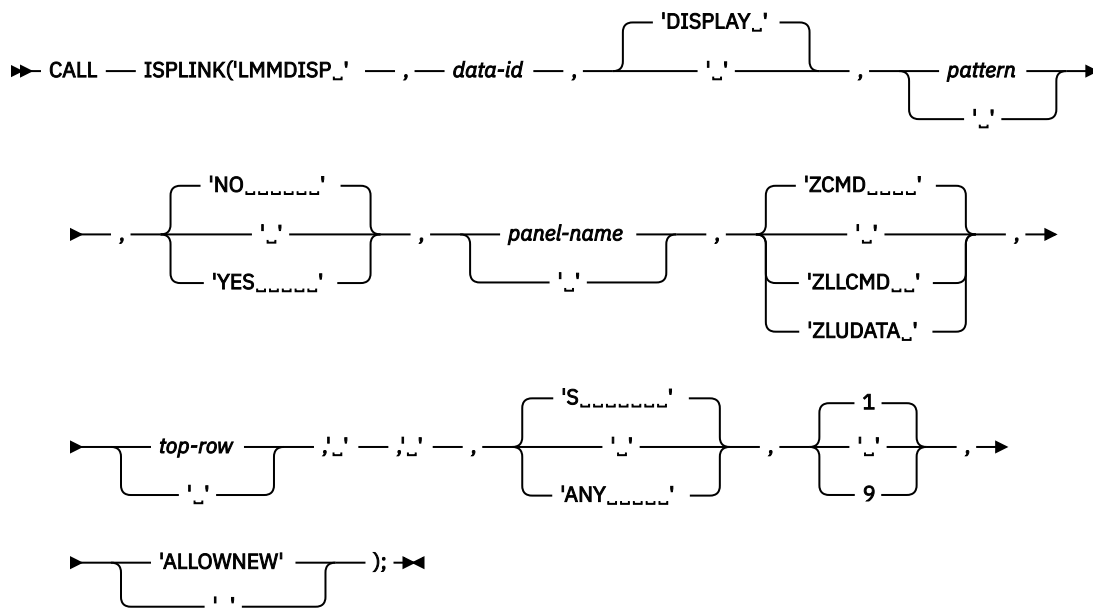 'DISPLAY␣'
CALL ISPLINK('LMMDISP␣' , data-id , '␣' , pattern
'␣'
'NO␣␣␣␣␣␣'
, '␣' , panel-name , 'ZCMD␣␣␣␣'
'YES␣␣␣␣␣' '␣' '␣' ,
'ZLLCMD␣␣'
'ZLUDATA␣'
'S␣␣␣␣␣␣␣' 1
top-row ,'␣' ,'␣' , '␣' , '␣' ,
'␣' 'ANY␣␣␣␣␣' 9
'ALLOWNEW' );
'␣'